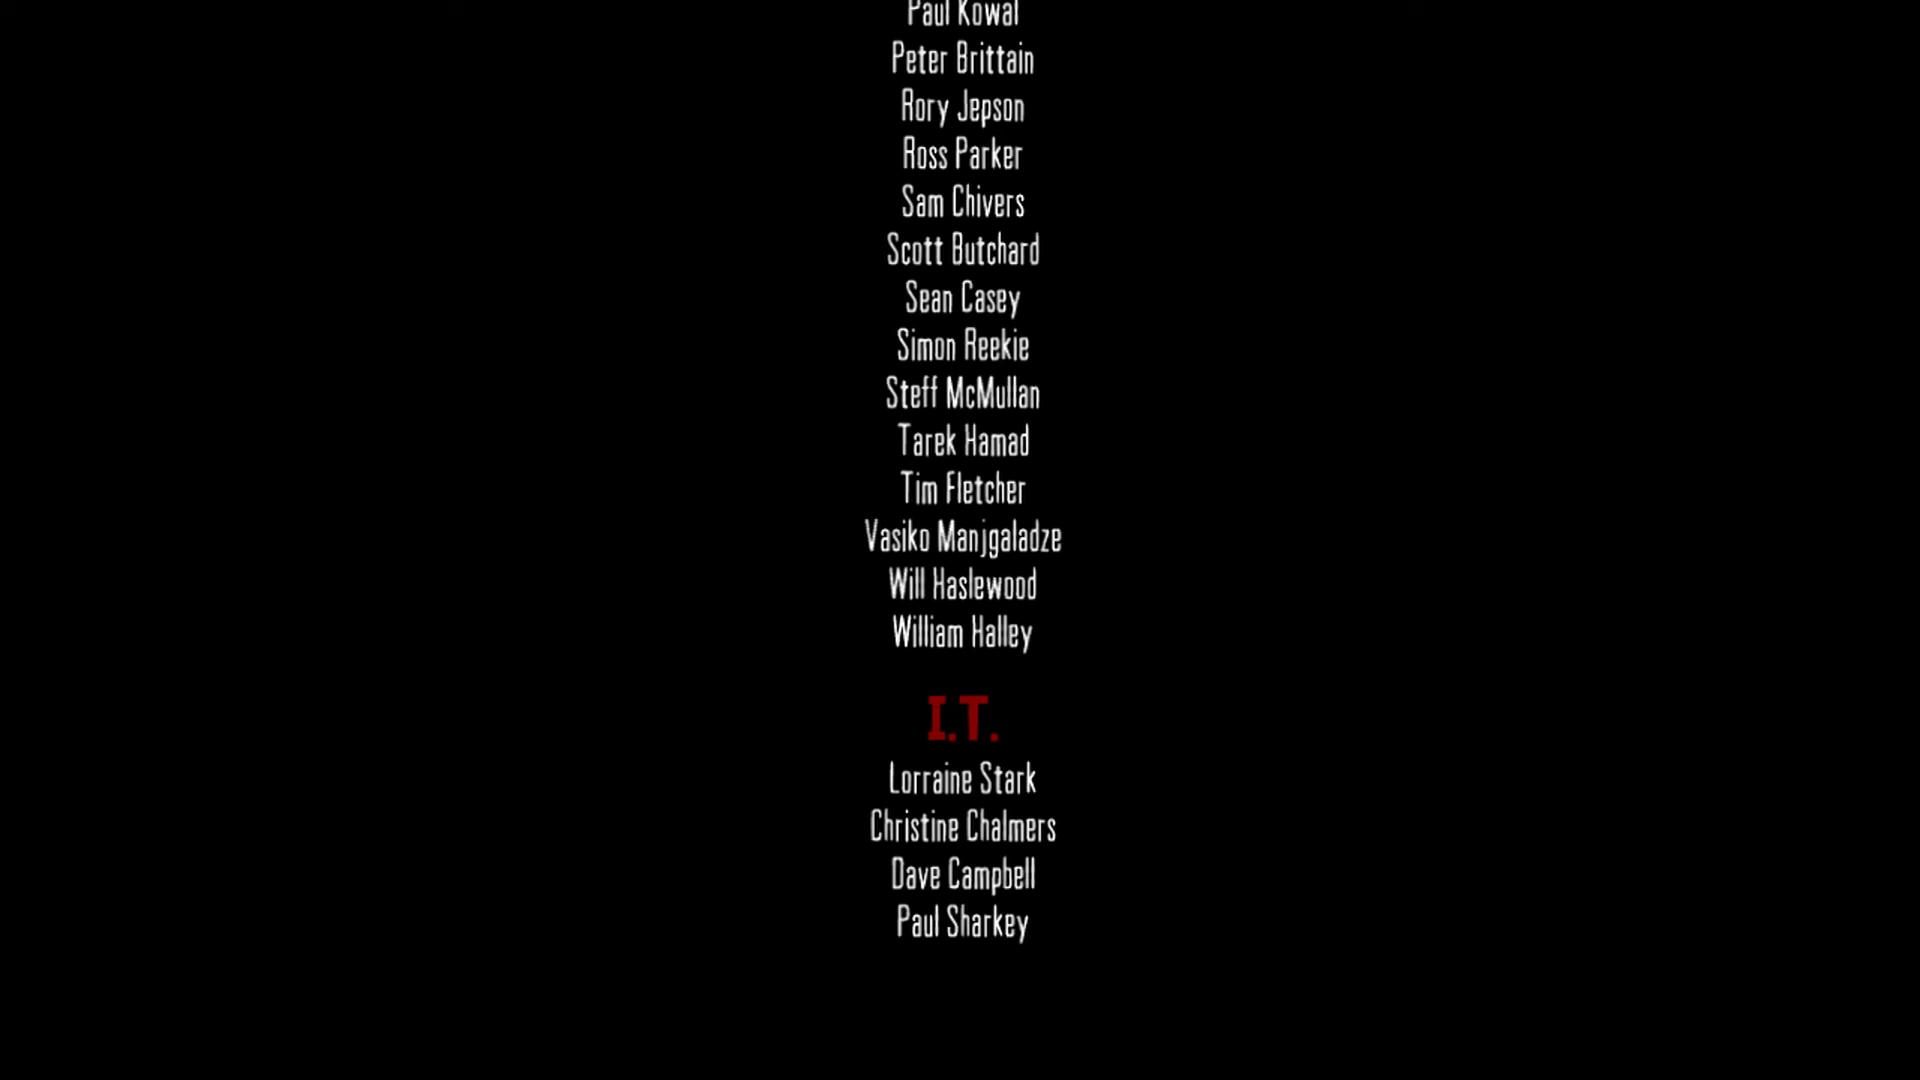 Paul Kowal
Peter Brittain
Rory Jepson
Ross Parker
Sam Chivers
Scott Butchard
Sean Casey
Simon Reekie
Steff McMullan
Tarek Hamad
Tim Fletcher
Vasiko Manjgaladze
Will Haslewood
William Halley
I.T.
Lorraine Stark
Christine Chalmers
Dave Campbell
Paul Sharkey